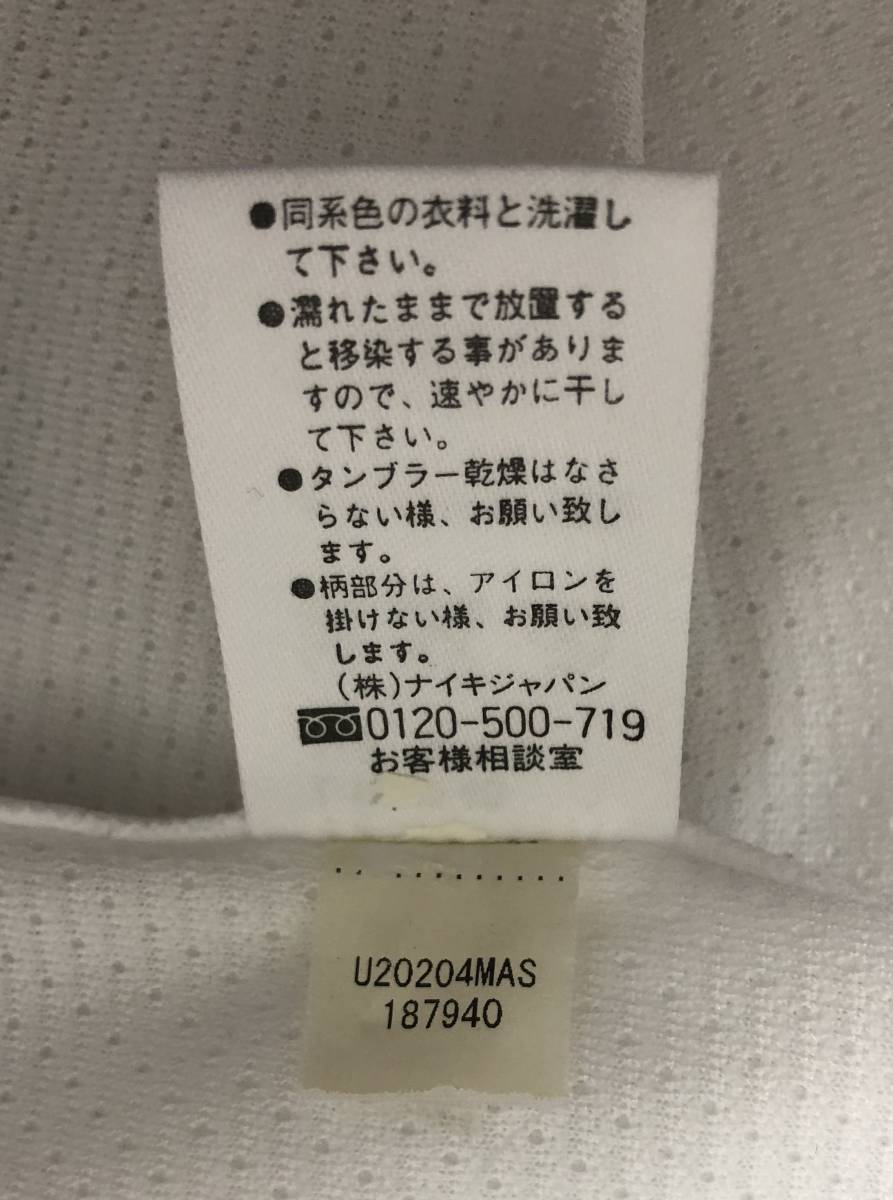 ●同系色の衣料と洗濯し
て下さい。
●濡れたままで放置する
と移染する事がありま
すので、速やかに干し
て下さい。
●タンブラー乾燥はなさ
らない様、お願い致し
ます。
●柄部分は、アイロンを
掛けない様、お願い致
します。
(株)ナイキジャパン
0120-500-719
お客様相談室
U20204MAS
187940